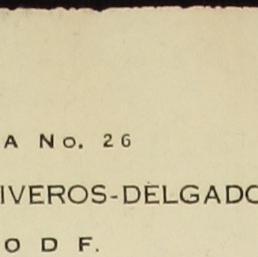 A No. 26
IVEROS-DELGADO
O D F.